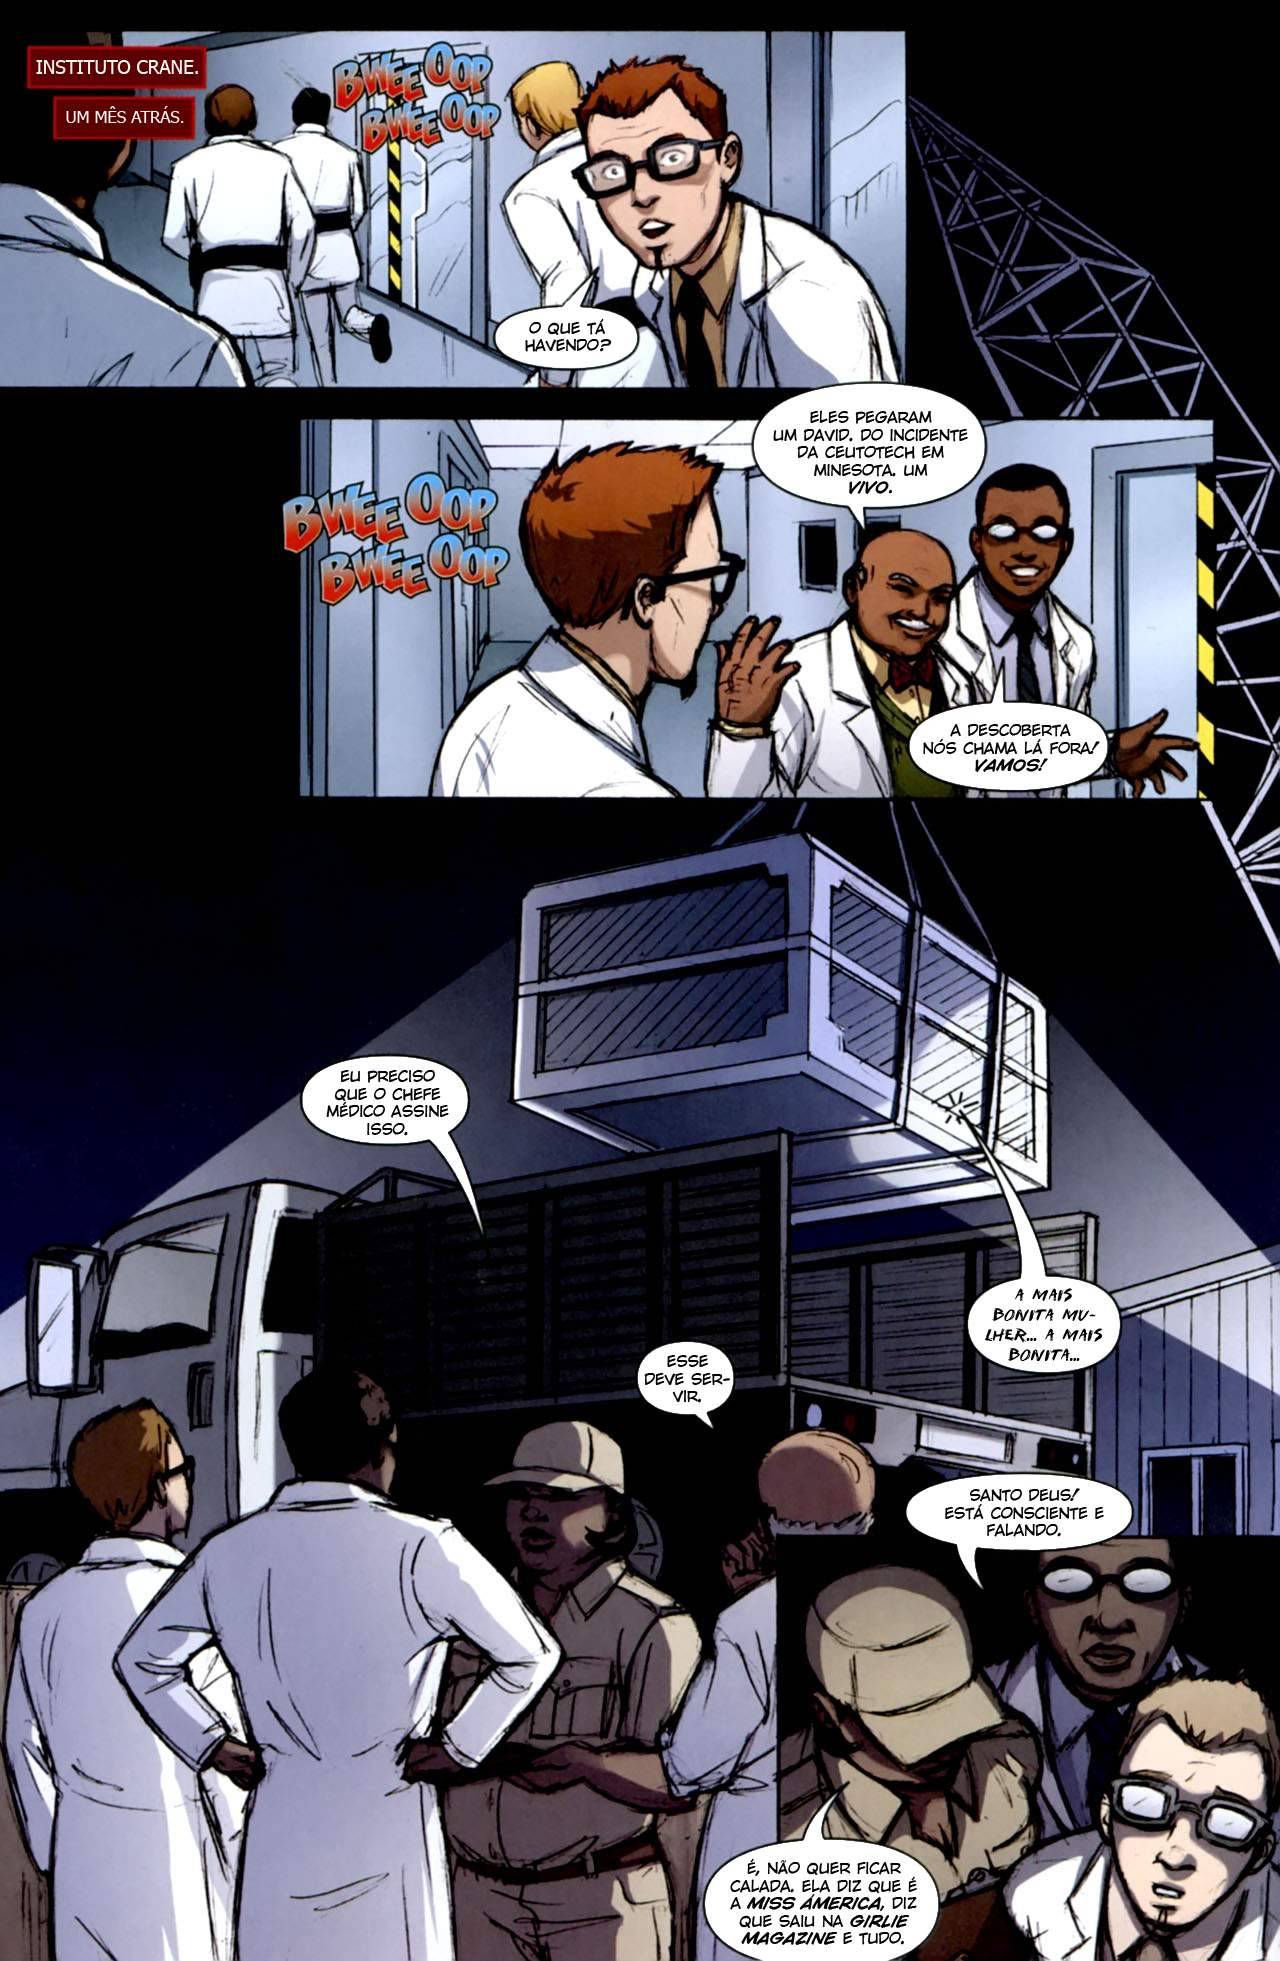 INSTITUTO CRANE.
UM MÊS ATRÁS.
BWEE OOP
BWEE OOP
O QUE TÁ
HAVENDO?
ELES PEGARAM
UM DAVID. DO INCIDENTE
DA CEUTOTECH EM
MINESOTA. UM
VIVO.
BWEE OOP
BWEE OOP
A DESCOBERTA
NÓS CHAMA LÁ FORA!
VAMOS!
EU PRECISO
QUE O CHEFE
MÉDICO ASSINE
ISSO.
A MAIS
BONITA MU-
LHER... A MAIS
BONITA...
ESSE
DEVE SER-
VIR.
SANTO DEUS!
ESTÁ CONSCIENTE E
FALANDO.
É, NÃO QUER FICAR
CALADA. ELA DIZ QUE É
A MISS ÁMERICA, DIZ
QUE SAIU NA GIRLIE
MAGAZINE E TUDO.